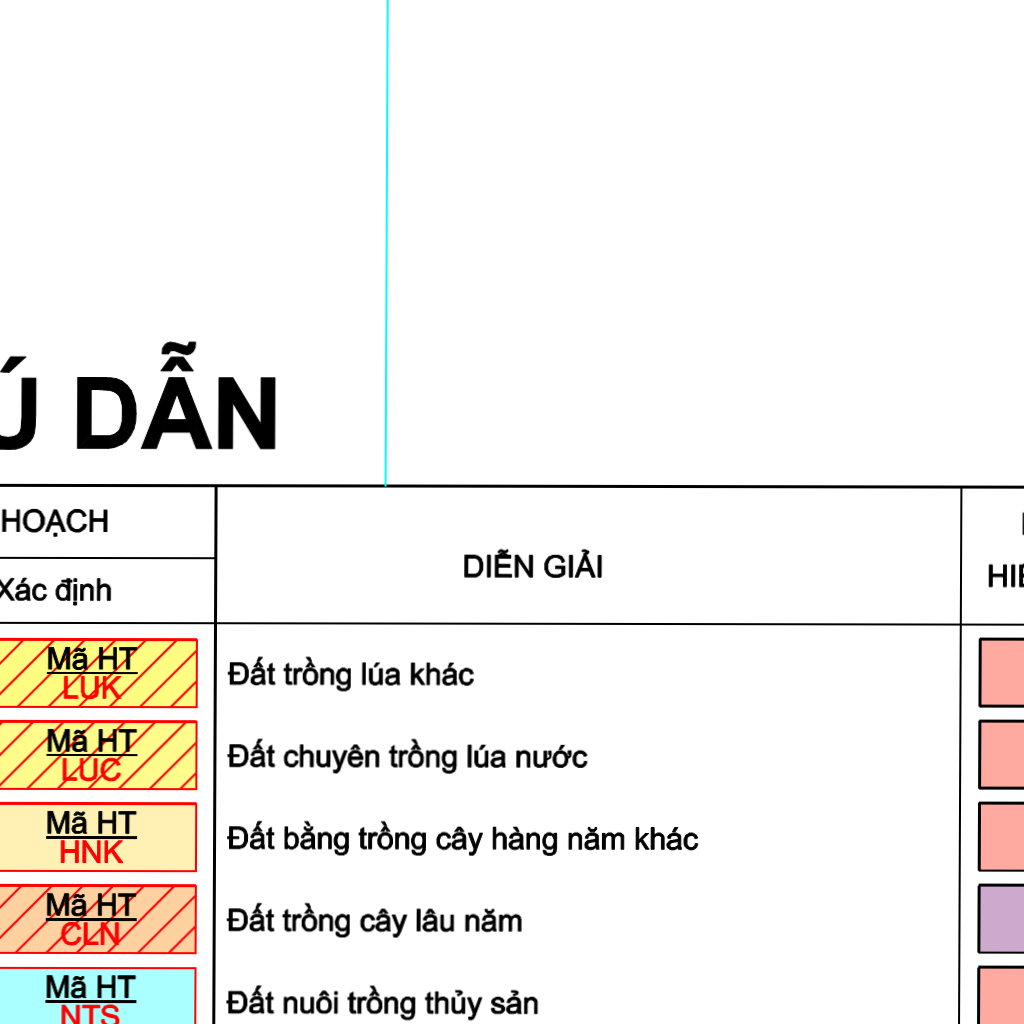 Ú DẪN
HOẠCH
Xác định
DIỄN GIẢI
HIỆ
Mã HT
LUK
Đất trồng lúa khác
Mã HT
LUC
Đất chuyên trồng lúa nước
Mã HT
HNK
Đất bằng trồng cây hàng năm khác
Mã HT
CLN
Đất trồng cây lâu năm
Mã HT
NTS
Đất nuôi trồng thủy sản